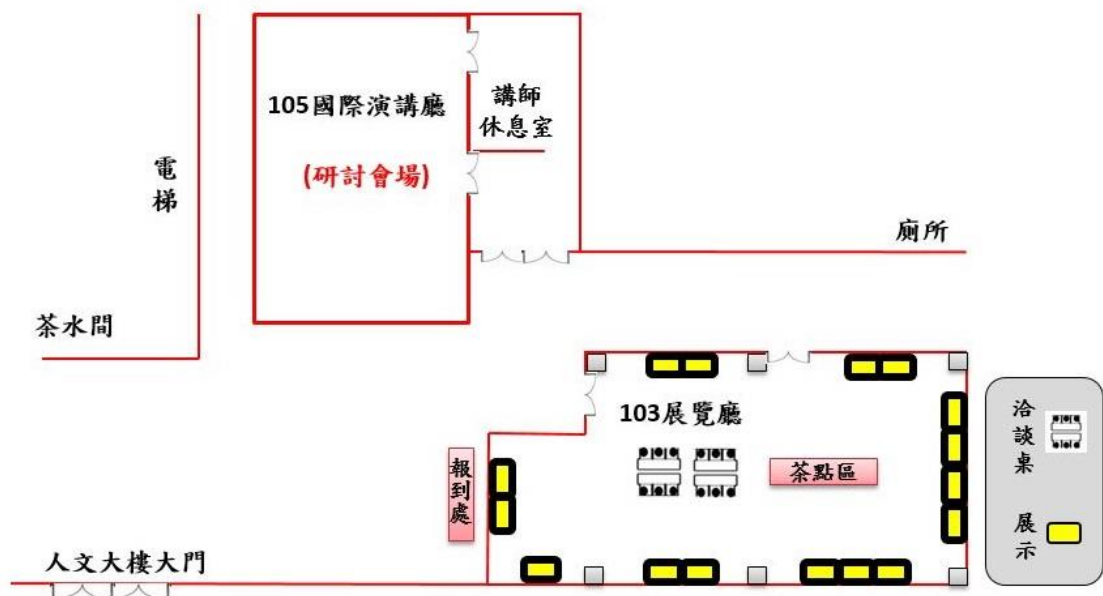 105國際演講廳
(研討會場)
講師
休息室
電梯
廁所
茶水間
103展覽廳
報到處
茶點區
洽談桌
展示
人文大樓大門